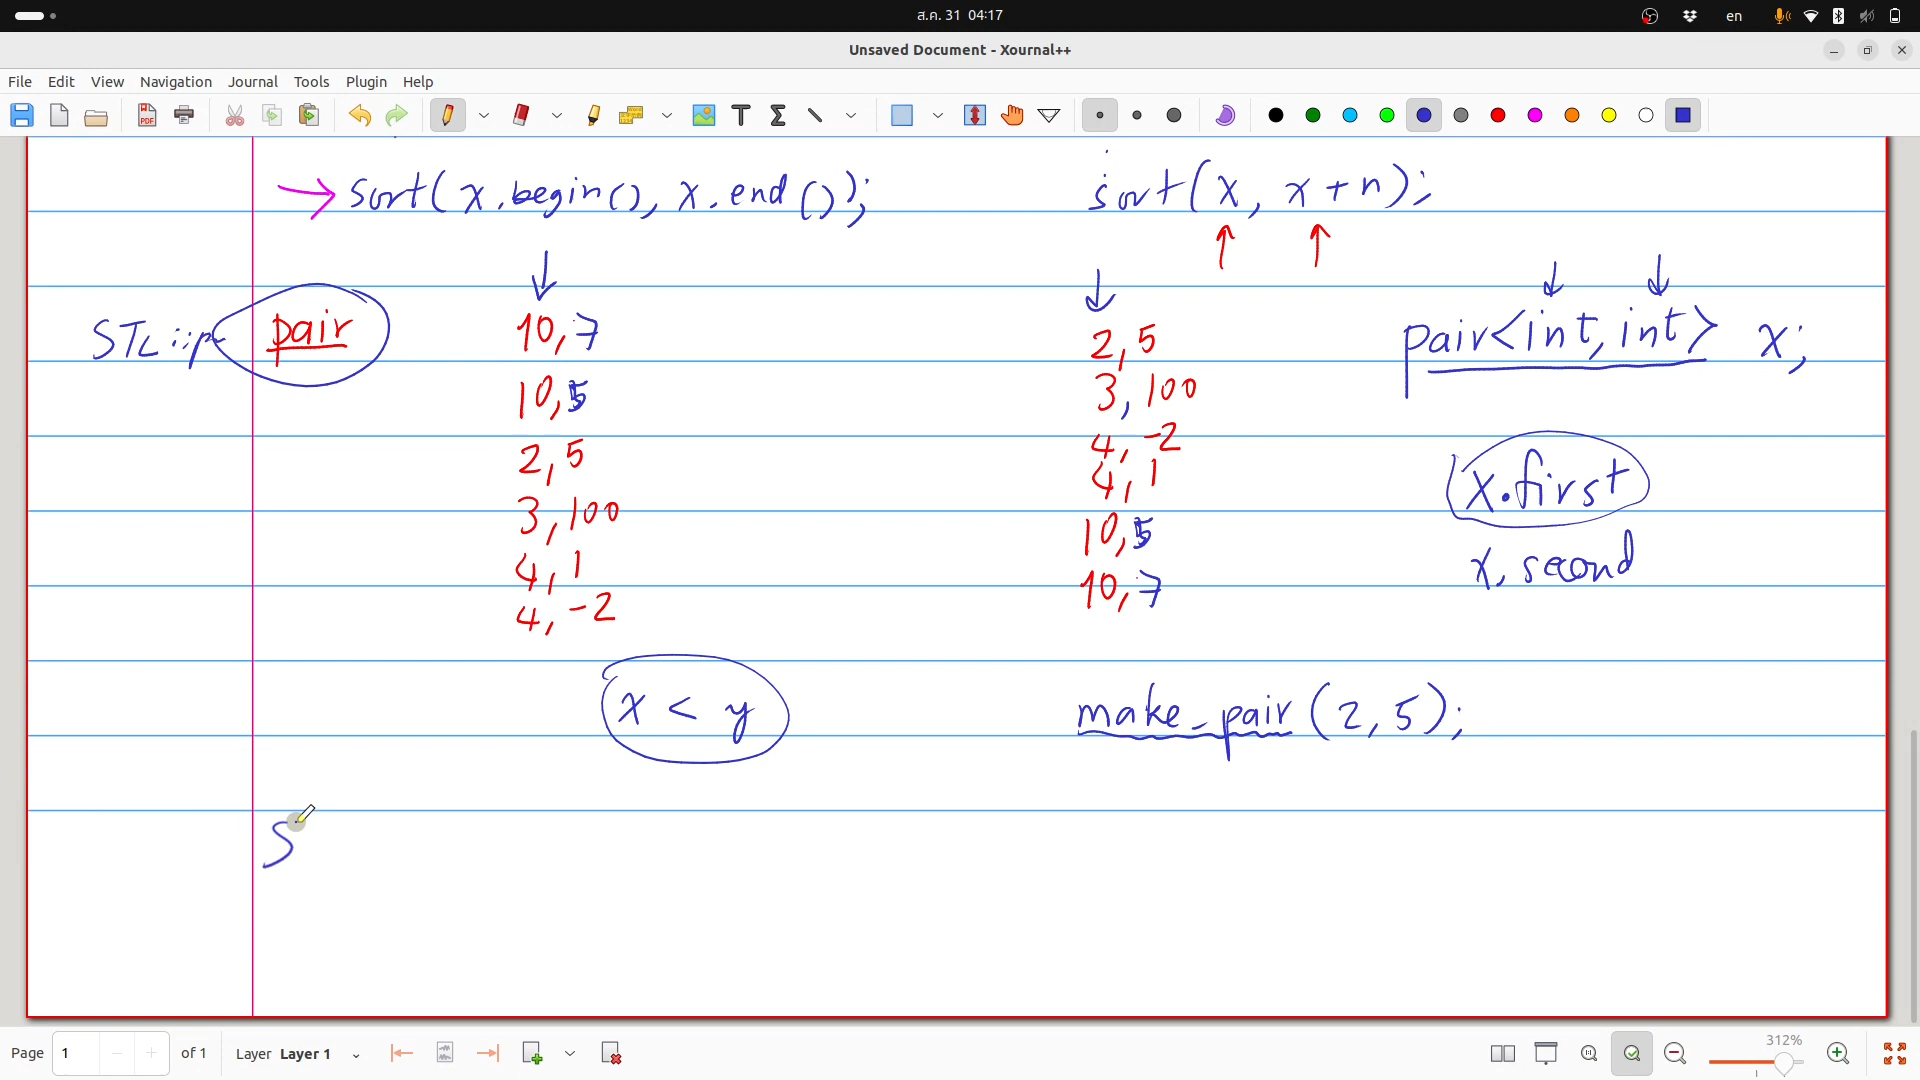 ส.ค. 31 04:17
en
Unsaved Document - Xournal++
File Edit View Navigation Journal Tools Plugin Help
sort( x.begin(), x.end () );
sort( x, x + n );
STL ::p
pair
10, 7
10, 5
2, 5
3, 100
4, 1
4, -2
2, 5
3, 100
4, -2
4, 1
10, 5
10, 7
pair<int, int> x;
x.first
x. second
x < y
make_pair (2, 5);
S
Page 1 of 1 Layer Layer 1
312%